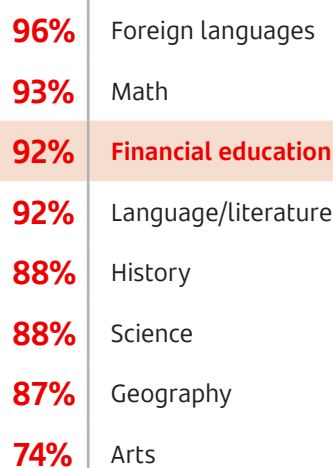 96% Foreign languages
93% Math
92% Financial education
92% Language/literature
88% History
88% Science
87% Geography
74% Arts